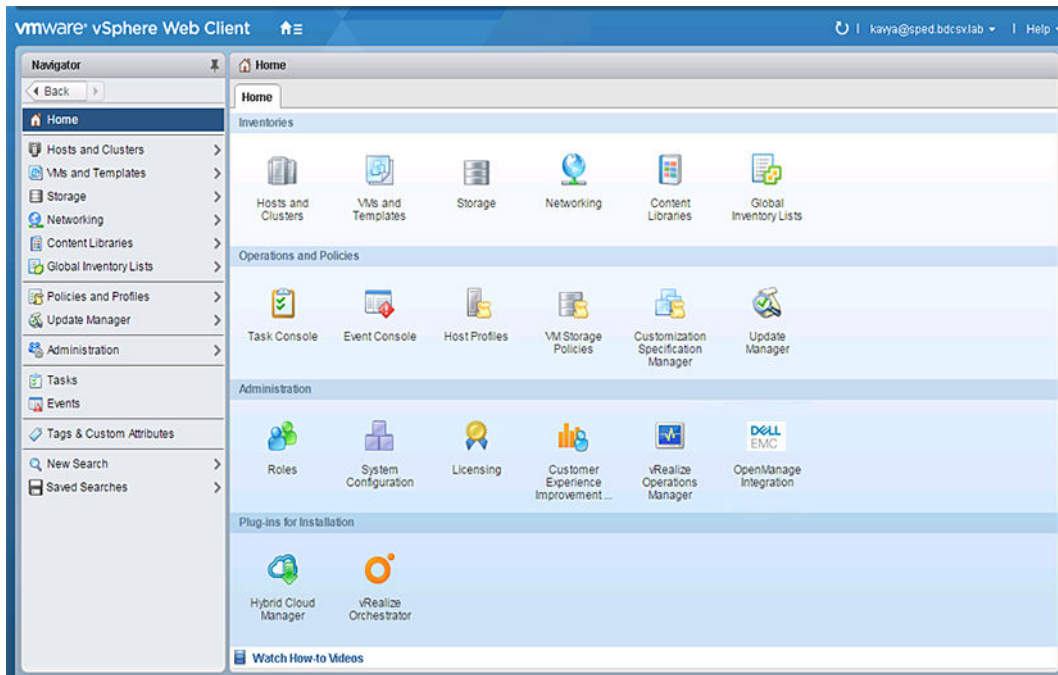 vmware® vSphere Web Client
kavya@sped.bdcsv.lab
Help
Navigator
Back
Home
Hosts and Clusters
VMs and Templates
Storage
Networking
Content Libraries
Global Inventory Lists
Policies and Profiles
Update Manager
Administration
Tasks
Events
Tags & Custom Attributes
New Search
Saved Searches
Home
Home
Inventories
Hosts and
Clusters
VMs and
Templates
Storage
Networking
Content
Libraries
Global
Inventory Lists
Operations and Policies
Task Console
Event Console
Host Profiles
VM Storage
Policies
Customization
Specification
Manager
Update
Manager
Administration
Roles
System
Configuration
Licensing
Customer
Experience
Improvement ...
vRealize
Operations
Manager
DELL
EMC
OpenManage
Integration
Plug-ins for Installation
Hybrid Cloud
Manager
vRealize
Orchestrator
Watch How-to Videos